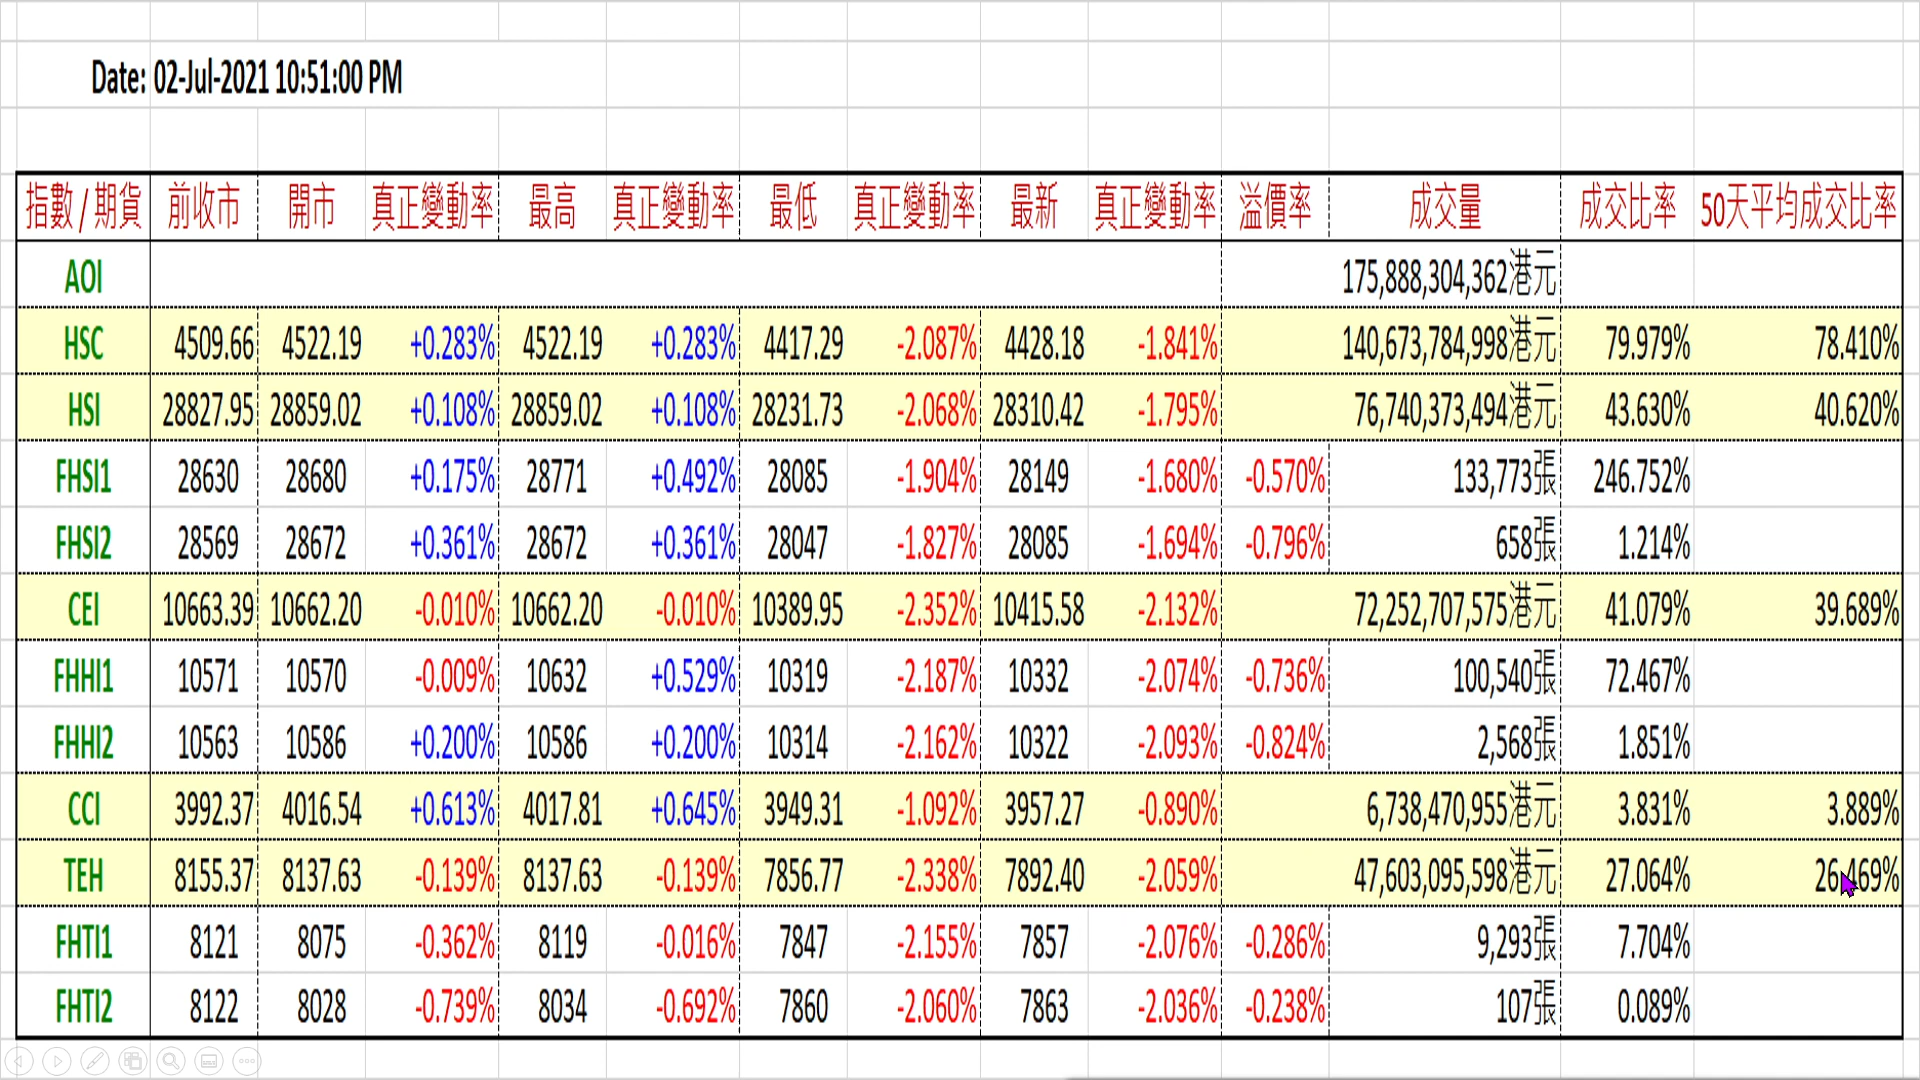 Date: 02-Jul-2021 10:51:00 PM
指數 / 期貨 前收市 開市 真正變動率 最高 真正變動率 最低 真正變動率 最新 真正變動率 溢價率 成交量 成交比率 50天平均成交比率
AOI 175,888,304,362港元
HSC 4509.66 4522.19 +0.283% 4522.19 +0.283% 4417.29 -2.087% 4428.18 -1.841% 140,673,784,998港元 79.979% 78.410%
HSI 28827.95 28859.02 +0.108% 28859.02 +0.108% 28231.73 -2.068% 28310.42 -1.795% 76,740,373,494港元 43.630% 40.620%
FHSI1 28630 28680 +0.175% 28771 +0.492% 28085 -1.904% 28149 -1.680% -0.570% 133,773張 246.752%
FHSI2 28569 28672 +0.361% 28672 +0.361% 28047 -1.827% 28085 -1.694% -0.796% 658張 1.214%
CEI 10663.39 10662.20 -0.010% 10662.20 -0.010% 10389.95 -2.352% 10415.58 -2.132% 72,252,707,575港元 41.079% 39.689%
FHHI1 10571 10570 -0.009% 10632 +0.529% 10319 -2.187% 10332 -2.074% -0.736% 100,540張 72.467%
FHHI2 10563 10586 +0.200% 10586 +0.200% 10314 -2.162% 10322 -2.093% -0.824% 2,568張 1.851%
CCI 3992.37 4016.54 +0.613% 4017.81 +0.645% 3949.31 -1.092% 3957.27 -0.890% 6,738,470,955港元 3.831% 3.889%
TEH 8155.37 8137.63 -0.139% 8137.63 -0.139% 7856.77 -2.338% 7892.40 -2.059% 47,603,095,598港元 27.064% 26.469%
FHTI1 8121 8075 -0.362% 8119 -0.016% 7847 -2.155% 7857 -2.076% -0.286% 9,293張 7.704%
FHTI2 8122 8028 -0.739% 8034 -0.692% 7860 -2.060% 7863 -2.036% -0.238% 107張 0.089%